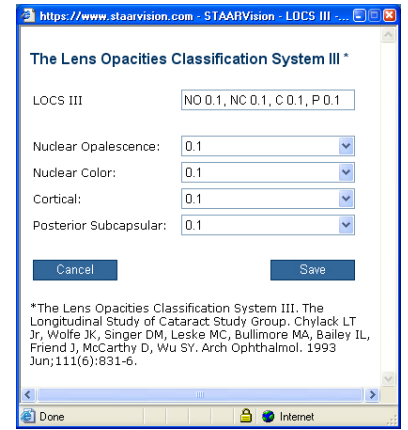 https://www.staarvision.com - STAARVision - LOCS III -...
The Lens Opacities Classification System III *
LOCS III
NO 0.1, NC 0.1, C 0.1, P 0.1
Nuclear Opalescence: 0.1
Nuclear Color: 0.1
Cortical: 0.1
Posterior Subcapsular: 0.1
Cancel Save
*The Lens Opacities Classification System III. The
Longitudinal Study of Cataract Study Group. Chylack LT
Jr, Wolfe JK, Singer DM, Leske MC, Bullimore MA, Bailey IL,
Friend J, McCarthy D, Wu SY. Arch Ophthalmol. 1993
Jun;111(6):831-6.
Done Internet